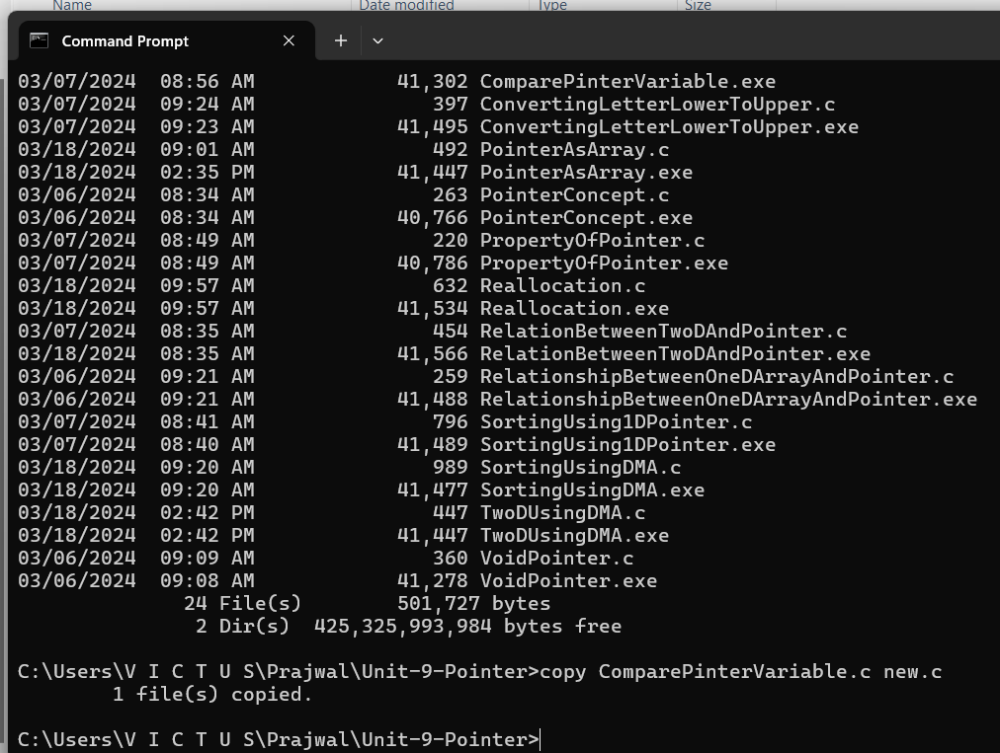 Name Date modified Type Size
Command Prompt
03/07/2024  08:56 AM            41,302 ComparePinterVariable.exe
03/07/2024  09:24 AM               397 ConvertingLetterLowerToUpper.c
03/07/2024  09:23 AM            41,495 ConvertingLetterLowerToUpper.exe
03/18/2024  09:01 AM               492 PointerAsArray.c
03/18/2024  02:35 PM            41,447 PointerAsArray.exe
03/06/2024  08:34 AM               263 PointerConcept.c
03/06/2024  08:34 AM            40,766 PointerConcept.exe
03/07/2024  08:49 AM               220 PropertyOfPointer.c
03/07/2024  08:49 AM            40,786 PropertyOfPointer.exe
03/18/2024  09:57 AM               632 Reallocation.c
03/18/2024  09:57 AM            41,534 Reallocation.exe
03/07/2024  08:35 AM               454 RelationBetweenTwoDAndPointer.c
03/18/2024  08:35 AM            41,566 RelationBetweenTwoDAndPointer.exe
03/06/2024  09:21 AM               259 RelationshipBetweenOneDArrayAndPointer.c
03/06/2024  09:21 AM            41,488 RelationshipBetweenOneDArrayAndPointer.exe
03/07/2024  08:41 AM               796 SortingUsing1DPointer.c
03/07/2024  08:40 AM            41,489 SortingUsing1DPointer.exe
03/18/2024  09:20 AM               989 SortingUsingDMA.c
03/18/2024  09:20 AM            41,477 SortingUsingDMA.exe
03/18/2024  02:42 PM               447 TwoDUsingDMA.c
03/18/2024  02:42 PM            41,447 TwoDUsingDMA.exe
03/06/2024  09:09 AM               360 VoidPointer.c
03/06/2024  09:08 AM            41,278 VoidPointer.exe
              24 File(s)        501,727 bytes
               2 Dir(s)  425,325,993,984 bytes free
C:\Users\V I C T U S\Prajwal\Unit-9-Pointer>copy ComparePinterVariable.c new.c
        1 file(s) copied.
C:\Users\V I C T U S\Prajwal\Unit-9-Pointer>